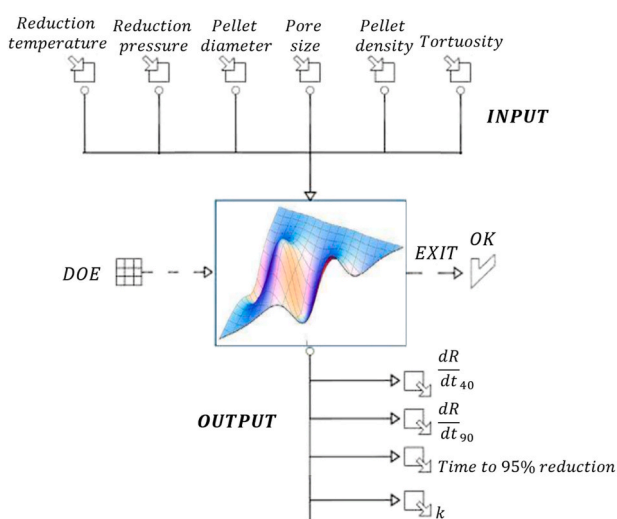 Reduction temperature
Reduction pressure
Pellet diameter
Pore size
Pellet density
Tortuosity
INPUT
DOE
EXIT
OK
OUTPUT
dR/dt₄₀
dR/dt₉₀
Time to 95% reduction
k